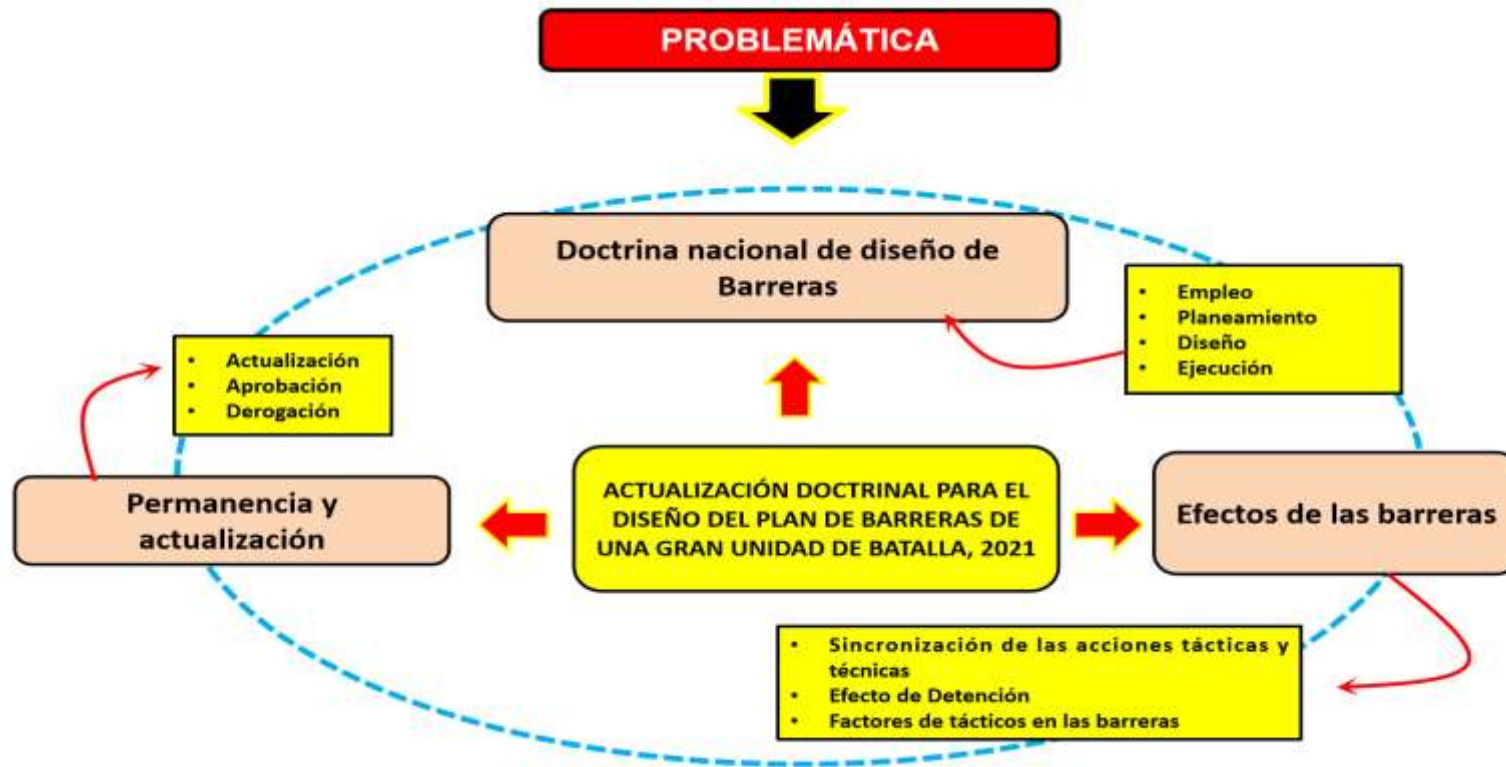 PROBLEMÁTICA
Doctrina nacional de diseño de
Barreras
• Empleo
• Planeamiento
• Diseño
• Ejecución
• Actualización
• Aprobación
• Derogación
Permanencia y
actualización
ACTUALIZACIÓN DOCTRINAL PARA EL
DISEÑO DEL PLAN DE BARRERAS DE
UNA GRAN UNIDAD DE BATALLA, 2021
Efectos de las barreras
• Sincronización de las acciones tácticas y
técnicas
• Efecto de Detención
• Factores de tácticos en las barreras